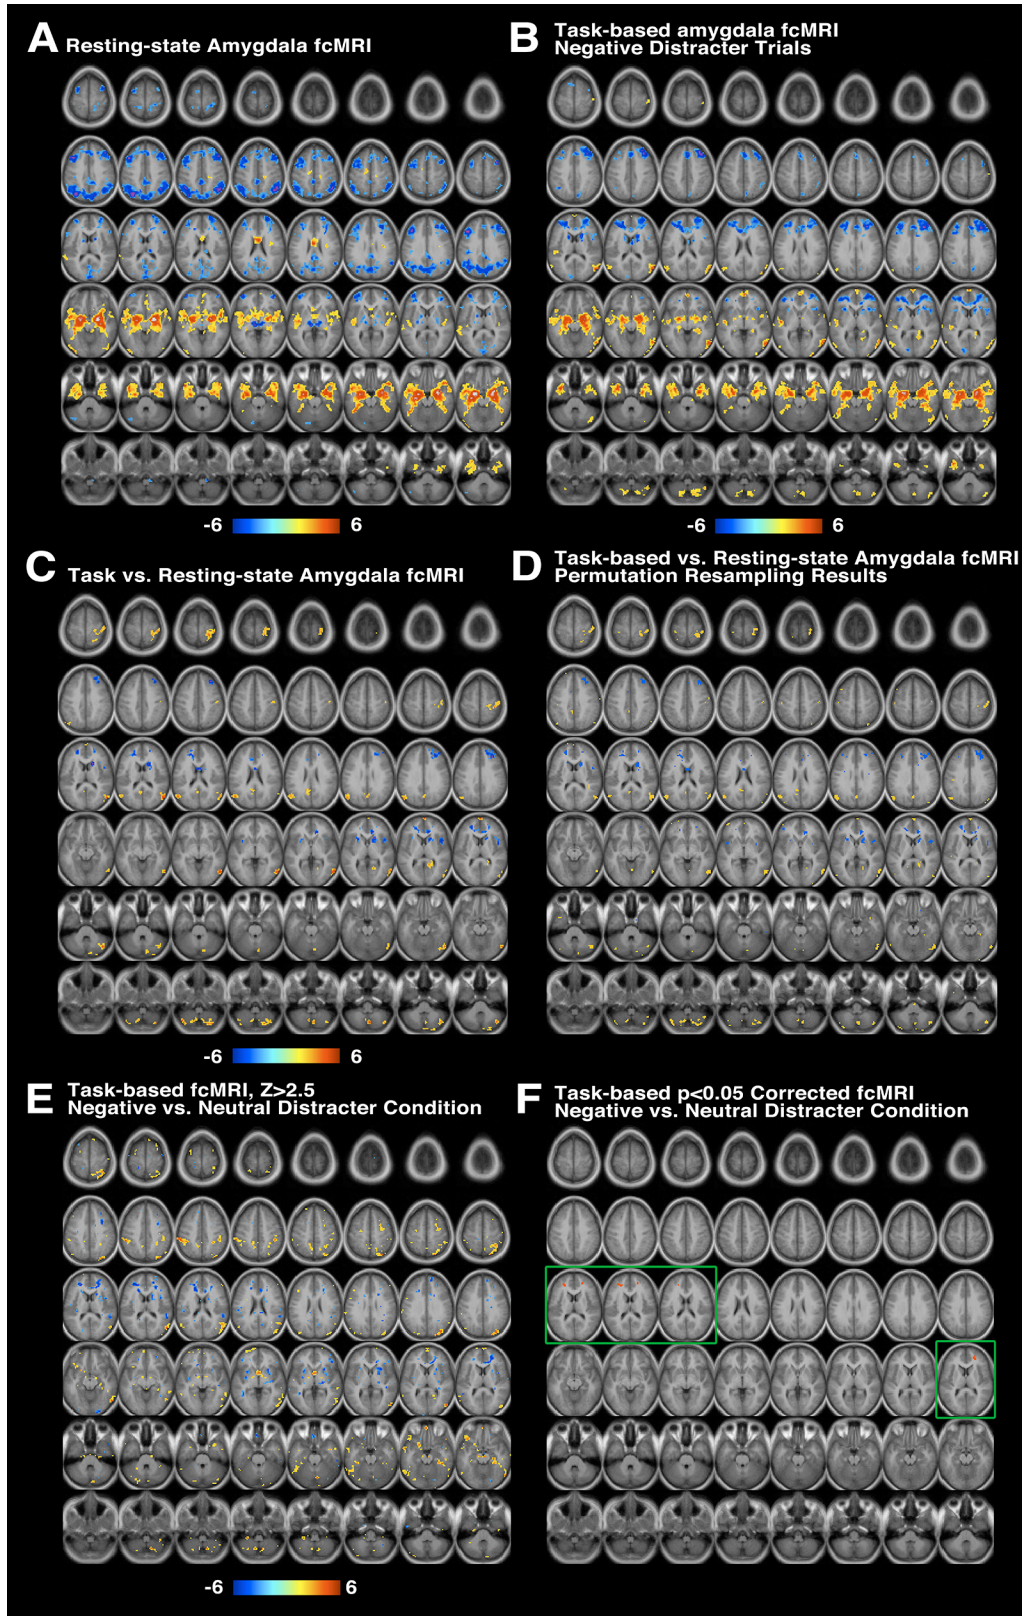 A Resting-state Amygdala fcMRI
B Task-based amygdala fcMRI
Negative Distracter Trials
-6 6
-6 6
C Task vs. Resting-state Amygdala fcMRI
D Task-based vs. Resting-state Amygdala fcMRI
Permutation Resampling Results
-6 6
E Task-based fcMRI, Z>2.5
Negative vs. Neutral Distracter Condition
F Task-based p<0.05 Corrected fcMRI
Negative vs. Neutral Distracter Condition
-6 6